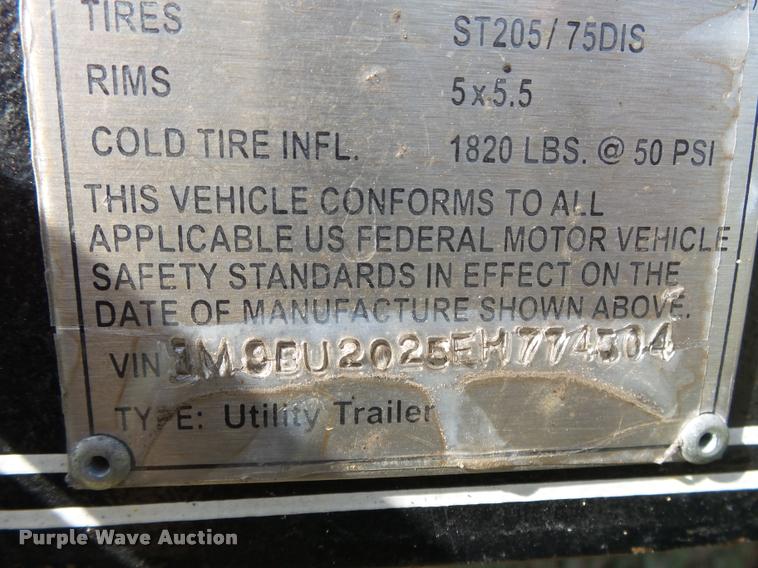 TIRES ST205/75DIS
RIMS 5x5.5
COLD TIRE INFL. 1820 LBS. @ 50 PSI
THIS VEHICLE CONFORMS TO ALL
APPLICABLE US FEDERAL MOTOR VEHICLE
SAFETY STANDARDS IN EFFECT ON THE
DATE OF MANUFACTURE SHOWN ABOVE.
VIN
TYPE: Utility Trailer
Purple Wave Auction